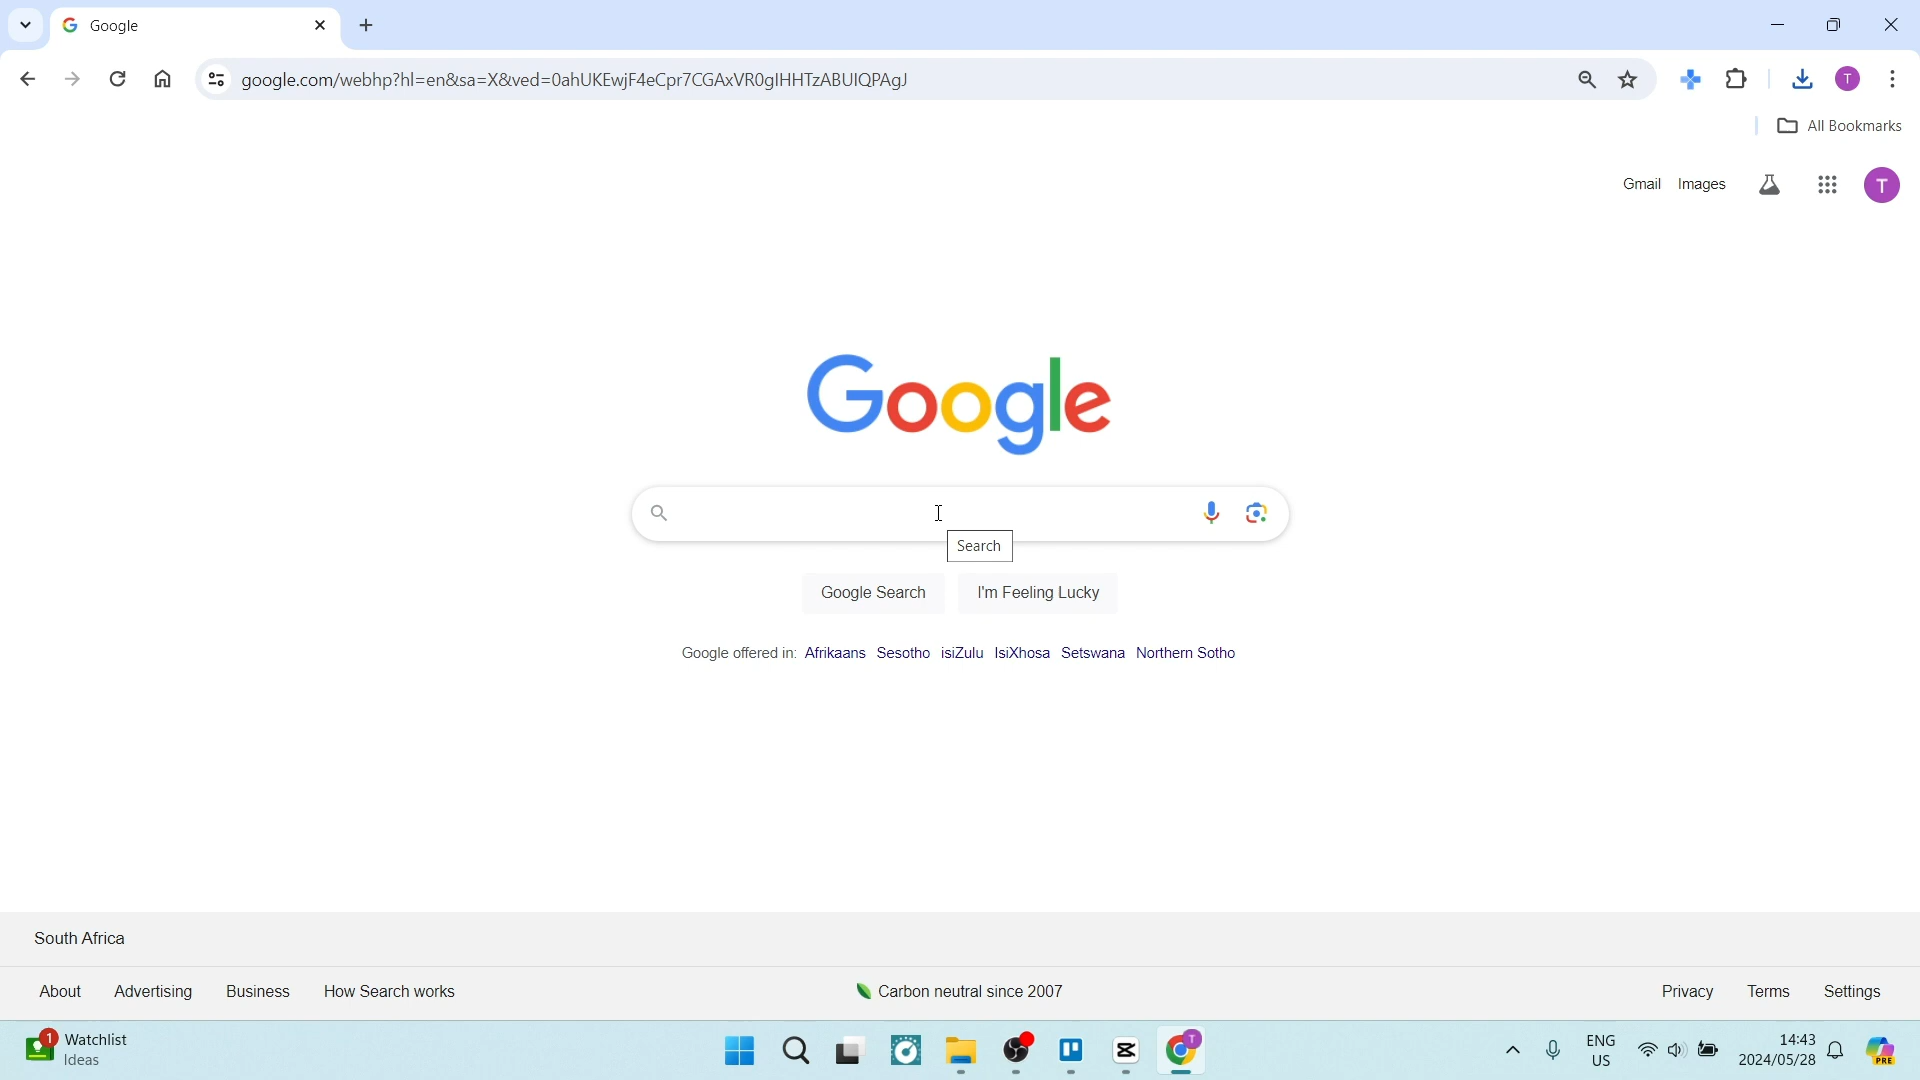 Google
google.com/webhp?hl=en&sa=X&ved=0ahUKEwjF4eCpr7CGAxVR0gIHHTzABUIQPAgJ
T
All Bookmarks
Gmail Images T
Google
Search
Google Search I'm Feeling Lucky
Google offered in: Afrikaans Sesotho isiZulu IsiXhosa Setswana Northern Sotho
South Africa
About Advertising Business How Search works Carbon neutral since 2007 Privacy Terms Settings
1 Watchlist
Ideas
T
ENG
US
14:43
2024/05/28
PRE